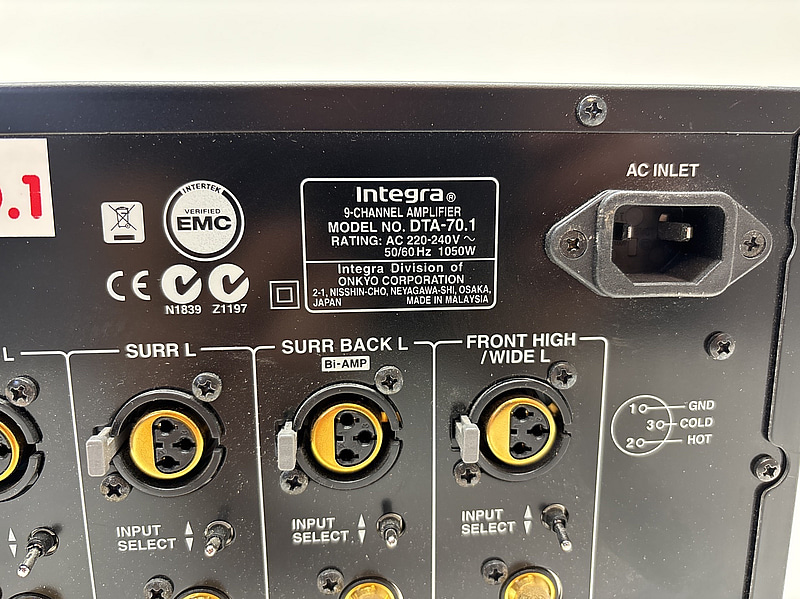 .1
INTERTEK
VERIFIED
EMC
CE
N1839 Z1197
Integra®
9-CHANNEL AMPLIFIER
MODEL NO. DTA-70.1
RATING: AC 220-240V ~
50/60 Hz 1050W
Integra Division of
ONKYO CORPORATION
2-1, NISSHIN-CHO, NEYAGAWA-SHI, OSAKA,
JAPAN MADE IN MALAYSIA
AC INLET
L
SURR L
SURR BACK L
Bi-AMP
FRONT HIGH
/WIDE L
1 GND
3 COLD
2 HOT
INPUT
SELECT
INPUT
SELECT
INPUT
SELECT